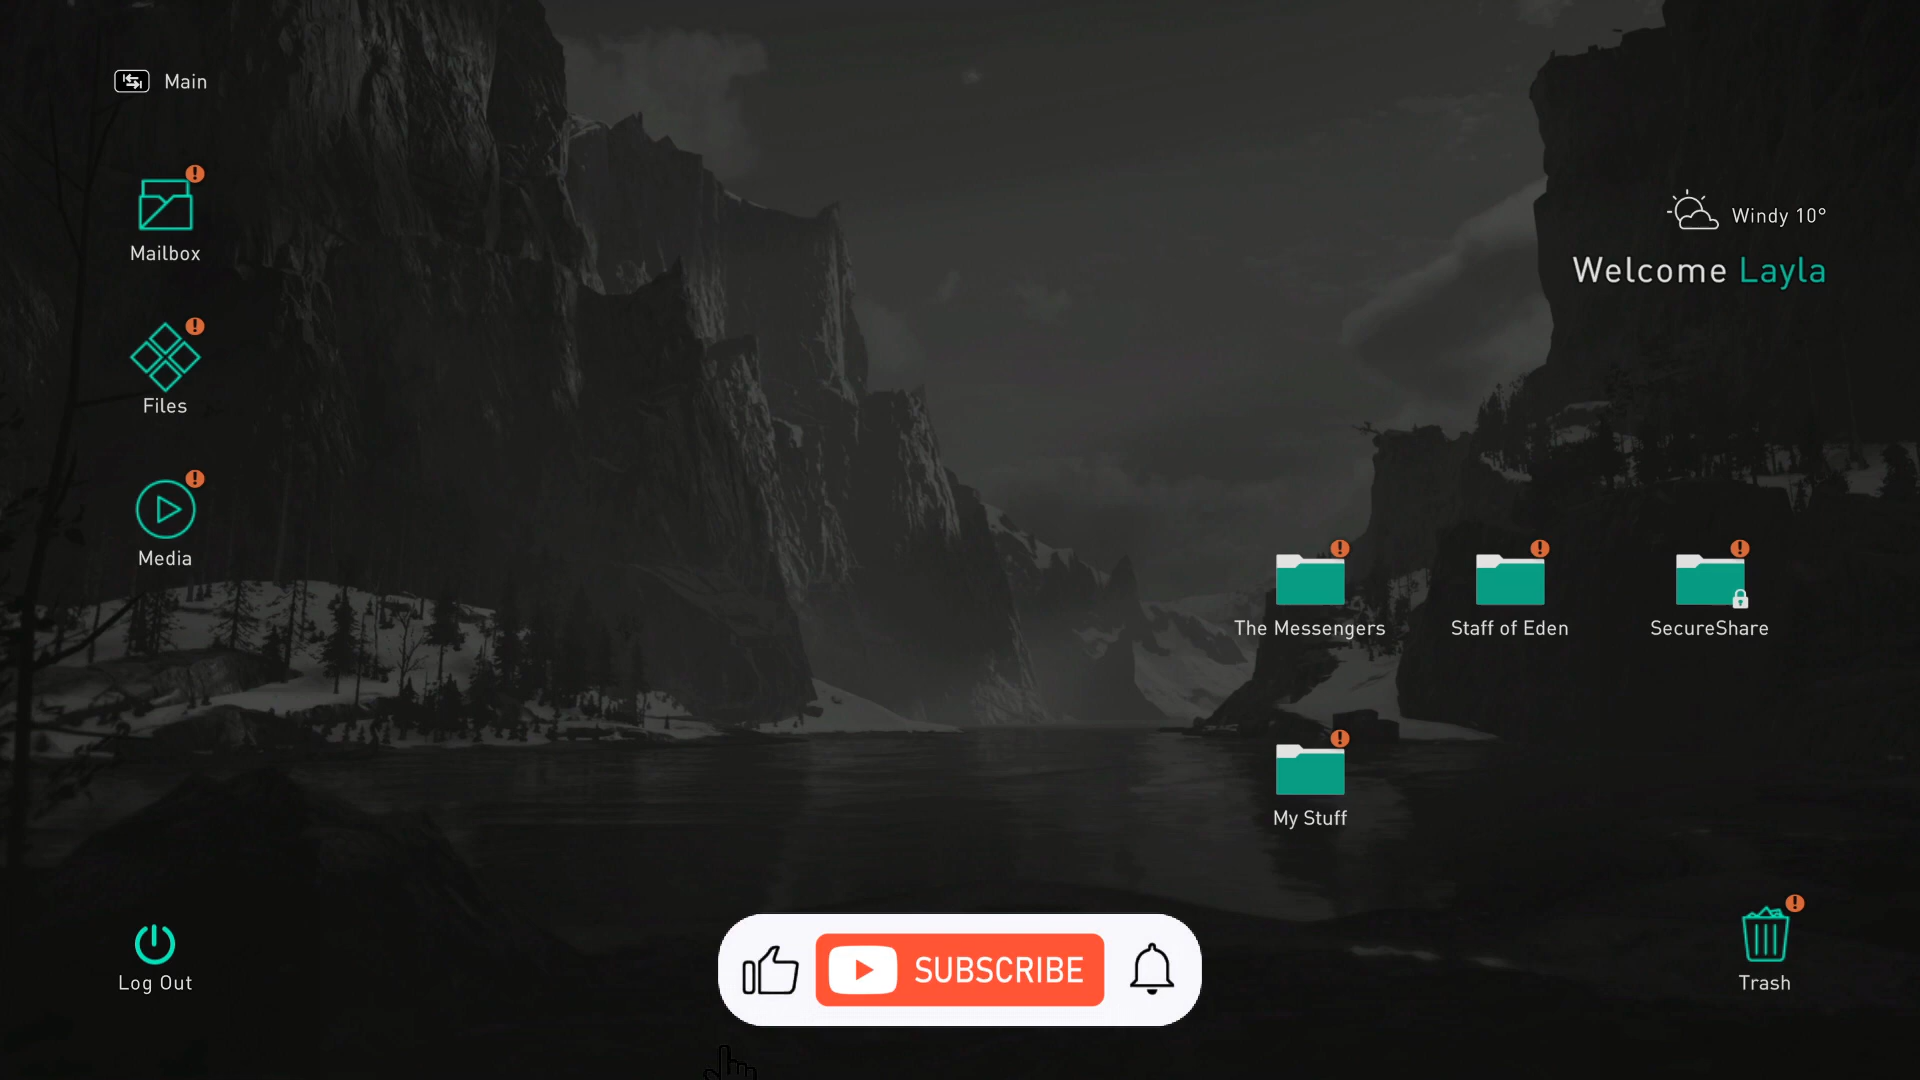 Main
Mailbox
Files
Media
Windy 10°
Welcome Layla
The Messengers
Staff of Eden
SecureShare
My Stuff
Log Out
SUBSCRIBE
Trash